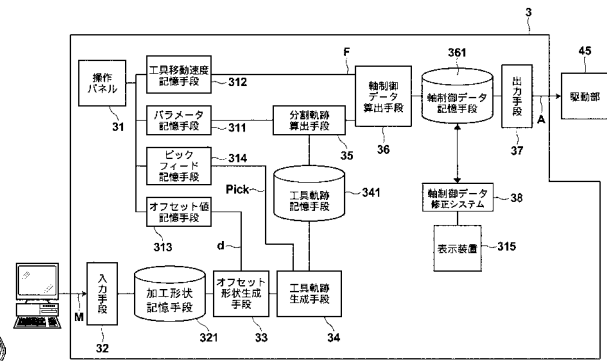 3
45
操作
パネル
31
工具移動速度
記憶手段
312
F
軸制御
データ
算出手段
36
361
軸制御データ
記憶手段
出力手段
37
A
駆動部
パラメータ
記憶手段
311
分割軌跡
算出手段
35
ピック
フィード
記憶手段
314
Pick
工具軌跡
記憶手段
341
軸制御データ
修正システム
38
オフセット値
記憶手段
313
d
表示装置
315
M
入力手段
32
加工形状
記憶手段
321
オフセット
形状生成
手段
33
工具軌跡
生成手段
34